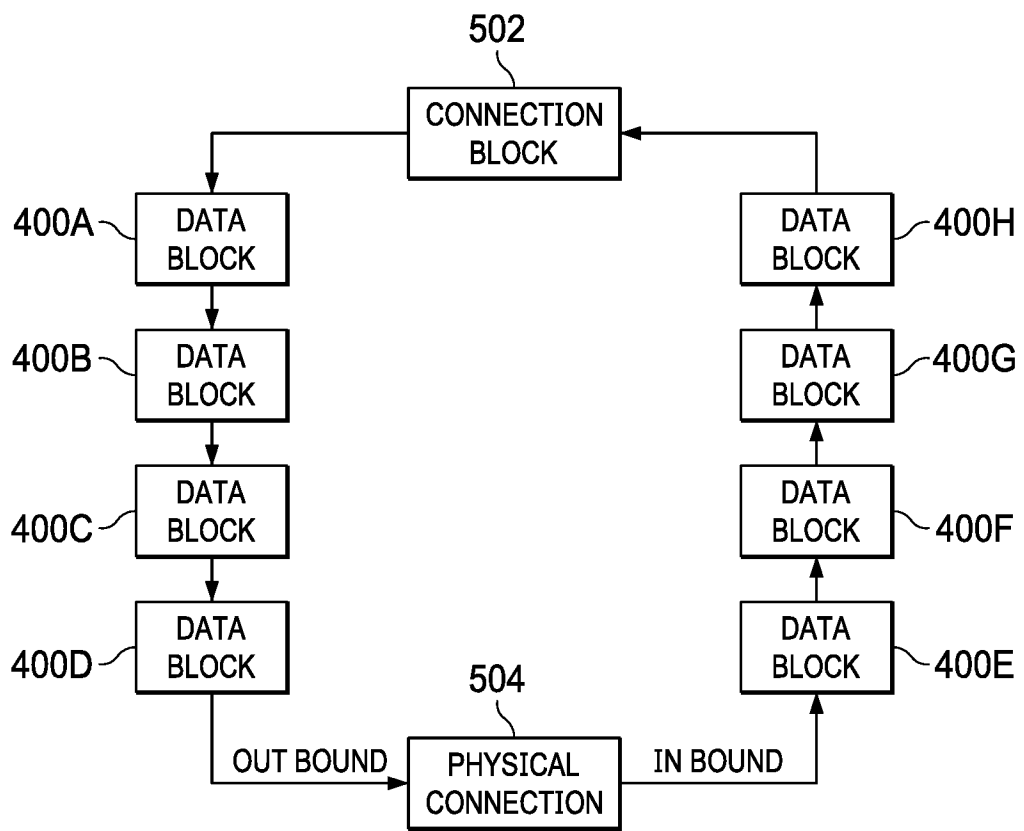 502
CONNECTION
BLOCK
400A
DATA
BLOCK
DATA
BLOCK
400H
400B
DATA
BLOCK
DATA
BLOCK
400G
400C
DATA
BLOCK
DATA
BLOCK
400F
400D
DATA
BLOCK
DATA
BLOCK
400E
504
OUT BOUND
PHYSICAL
CONNECTION
IN BOUND